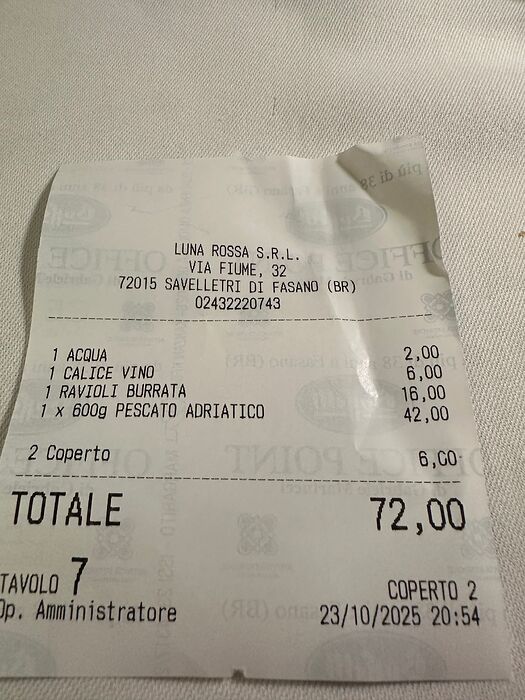 LUNA ROSSA S.R.L.
VIA FIUME, 32
72015 SAVELLETRI DI FASANO (BR)
02432220743
1 ACQUA 2,00
1 CALICE VINO 6,00
1 RAVIOLI BURRATA 16,00
1 x 600g PESCATO ADRIATICO 42,00
2 Coperto 6,00
TOTALE 72,00
TAVOLO 7
COPERTO 2
Op. Amministratore 23/10/2025 20:54
OFFICE POINT